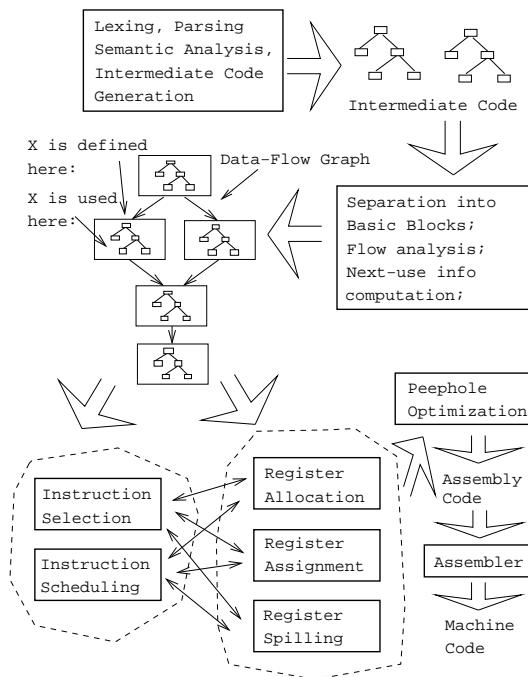 Lexing, Parsing
Semantic Analysis,
Intermediate Code
Generation
Intermediate Code
X is defined
here:
Data-Flow Graph
X is used
here:
Separation into
Basic Blocks;
Flow analysis;
Next-use info
computation;
Peephole
Optimization
Instruction
Selection
Instruction
Scheduling
Register
Allocation
Register
Assignment
Register
Spilling
Assembly
Code
Assembler
Machine
Code